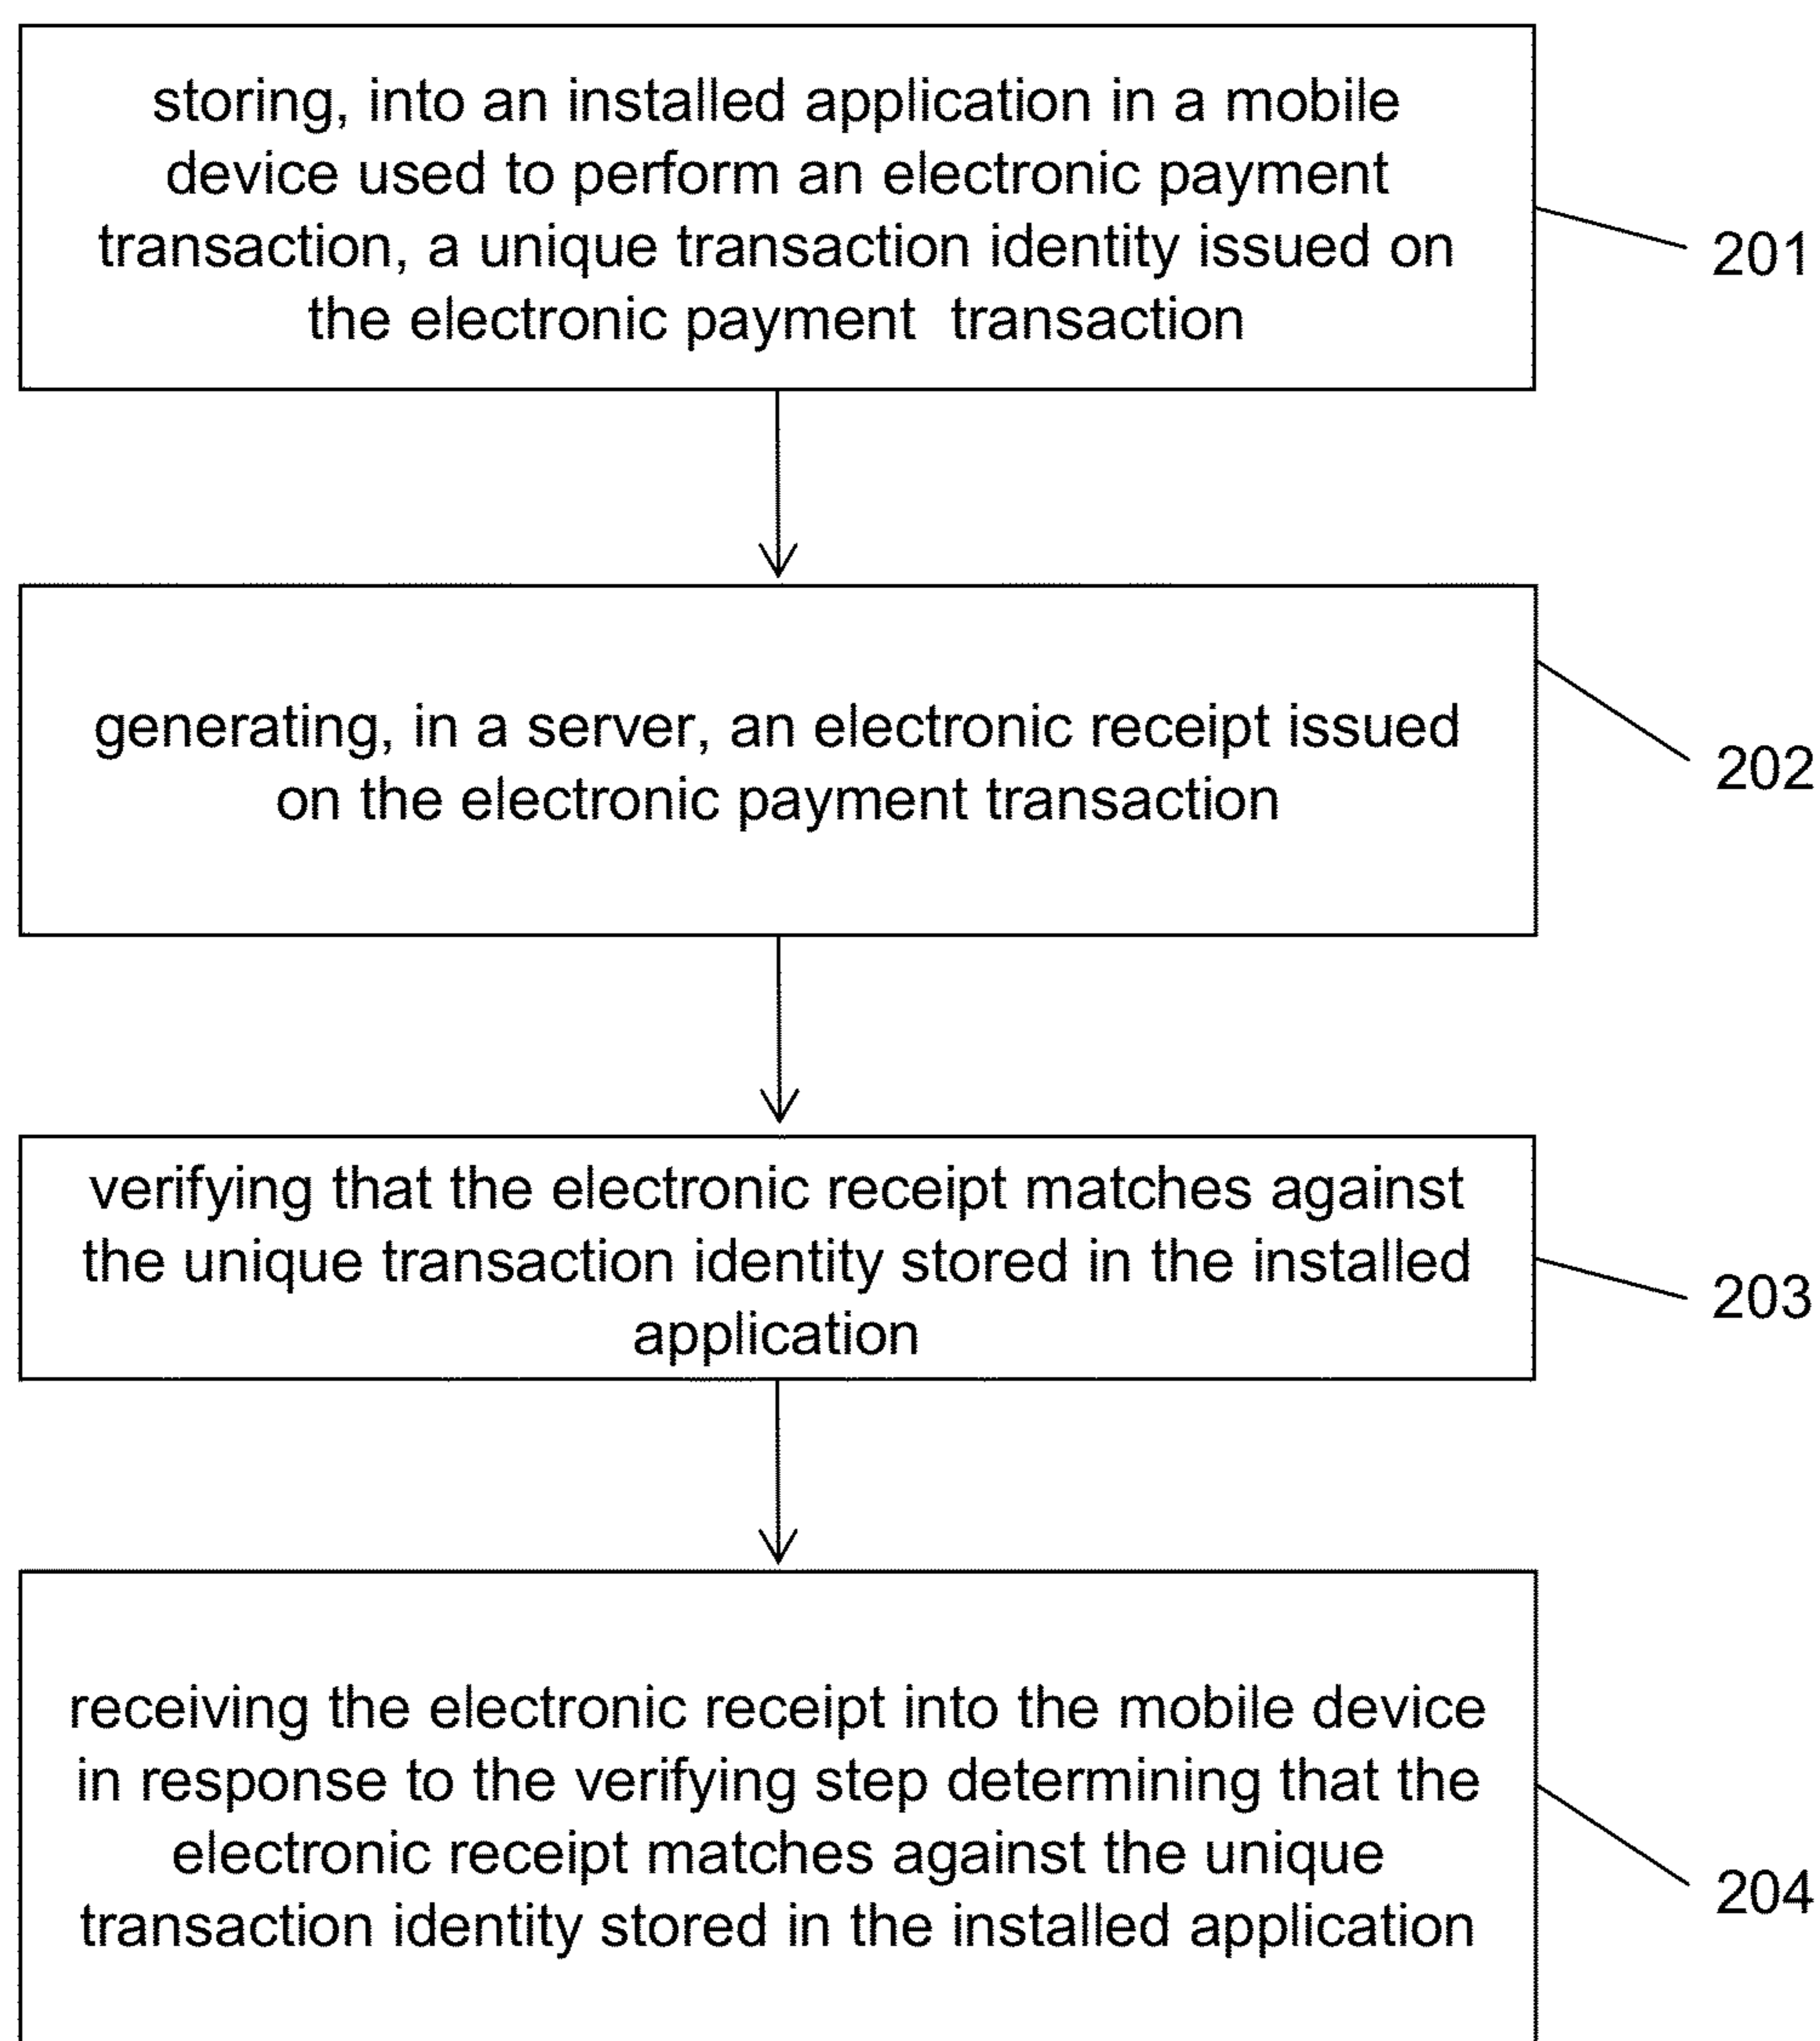 storing, into an installed application in a mobile
device used to perform an electronic payment
transaction, a unique transaction identity issued on
the electronic payment transaction
201
generating, in a server, an electronic receipt issued
on the electronic payment transaction
202
verifying that the electronic receipt matches against
the unique transaction identity stored in the installed
application
203
receiving the electronic receipt into the mobile device
in response to the verifying step determining that the
electronic receipt matches against the unique
transaction identity stored in the installed application
204